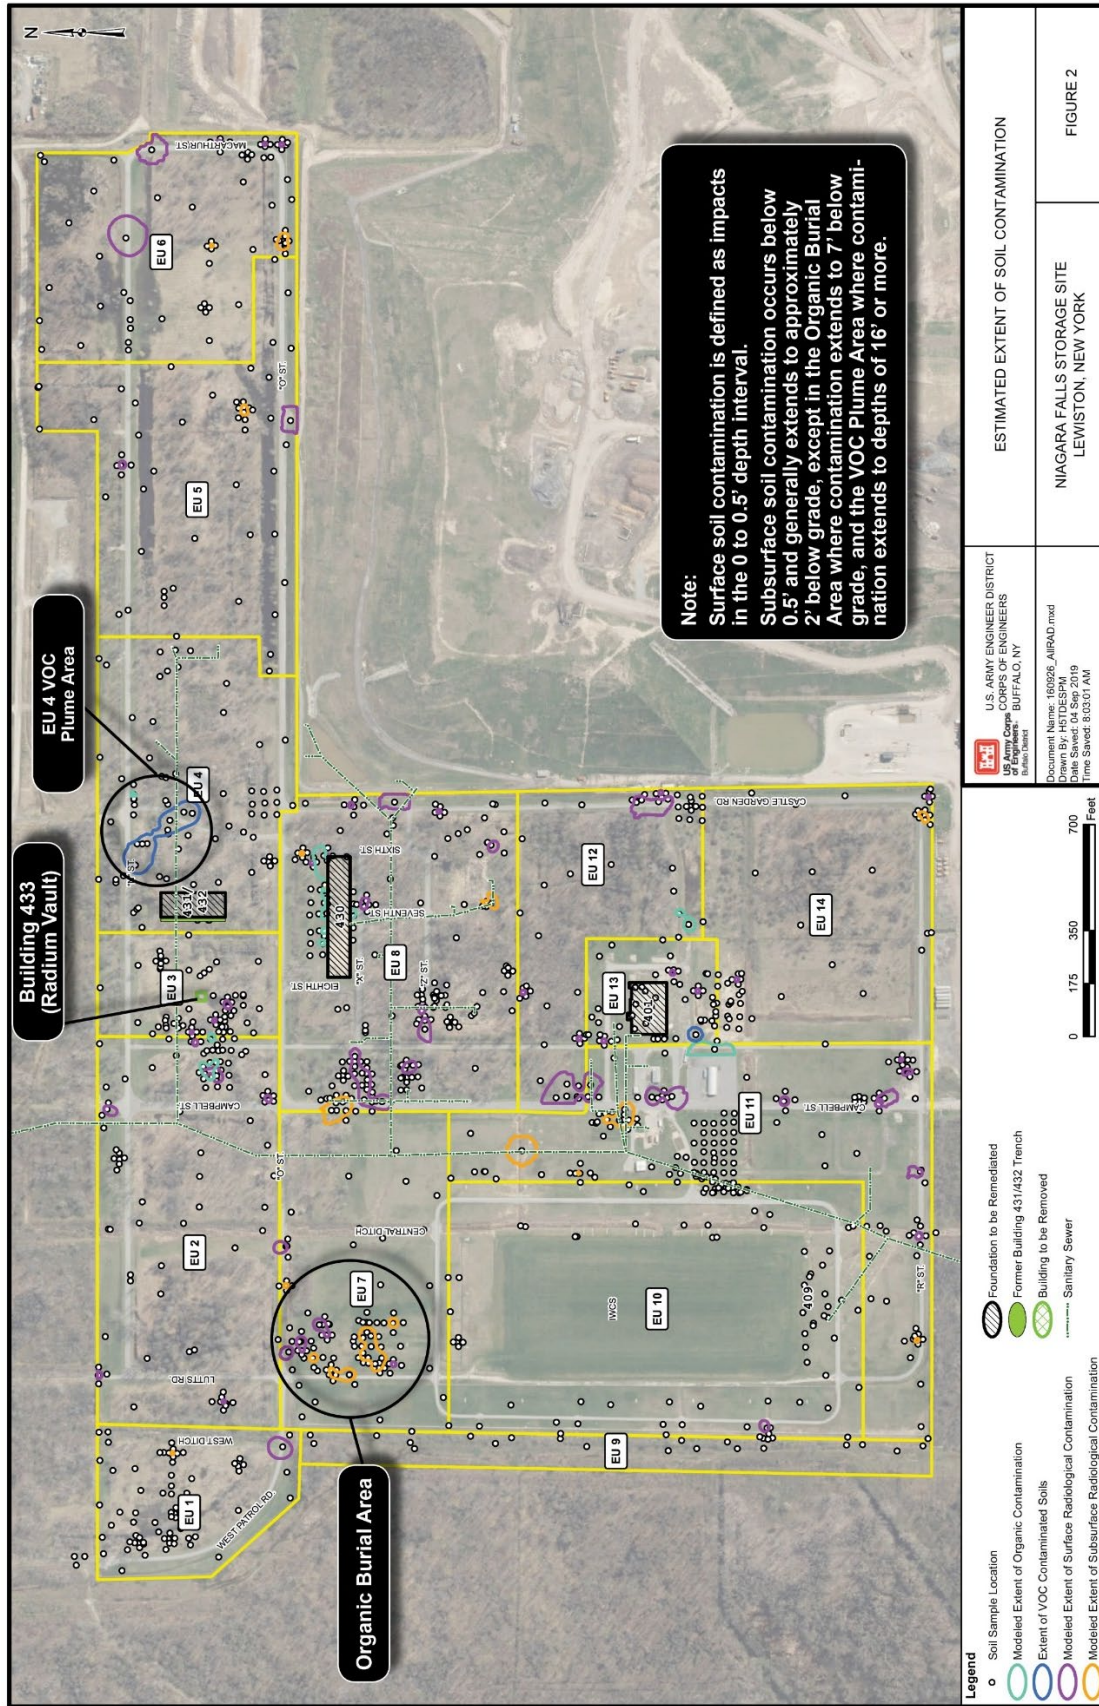 N
Building 433
(Radium Vault)
EU 4 VOC
Plume Area
Organic Burial Area
EU 1
EU 2
EU 3
EU 4
EU 5
EU 6
EU 7
EU 8
EU 9
EU 10
EU 11
EU 12
EU 13
EU 14
WEST DITCH
WEST PATROL RD.
LUTTS RD
CAMPBELL ST.
"O" ST.
431/
432
"O" ST.
MACARTHUR ST.
CENTRAL DITCH
EIGHTH ST.
430
"X" ST.
SEVENTH ST.
SIXTH ST.
"Z" ST.
IWCS
409
401
CAMPBELL ST.
CASTLE GARDEN RD
"R" ST.
Note:
Surface soil contamination is defined as impacts
in the 0 to 0.5' depth interval.
Subsurface soil contamination occurs below
0.5' and generally extends to approximately
2' below grade, except in the Organic Burial
Area where contamination extends to 7' below
grade, and the VOC Plume Area where contami-
nation extends to depths of 16' or more.
Legend
Soil Sample Location
Modeled Extent of Organic Contamination
Extent of VOC Contaminated Soils
Modeled Extent of Surface Radiological Contamination
Modeled Extent of Subsurface Radiological Contamination
Foundation to be Remediated
Former Building 431/432 Trench
Building to be Removed
Sanitary Sewer
0 175 350 700
Feet
US Army Corps
of Engineers.
Buffalo District
U.S. ARMY ENGINEER DISTRICT
CORPS OF ENGINEERS
BUFFALO, NY
Document Name: 160926_AllRAD.mxd
Drawn By: H5TDESPM
Date Saved: 04 Sep 2019
Time Saved: 8:03:01 AM
ESTIMATED EXTENT OF SOIL CONTAMINATION
NIAGARA FALLS STORAGE SITE
LEWISTON, NEW YORK
FIGURE 2